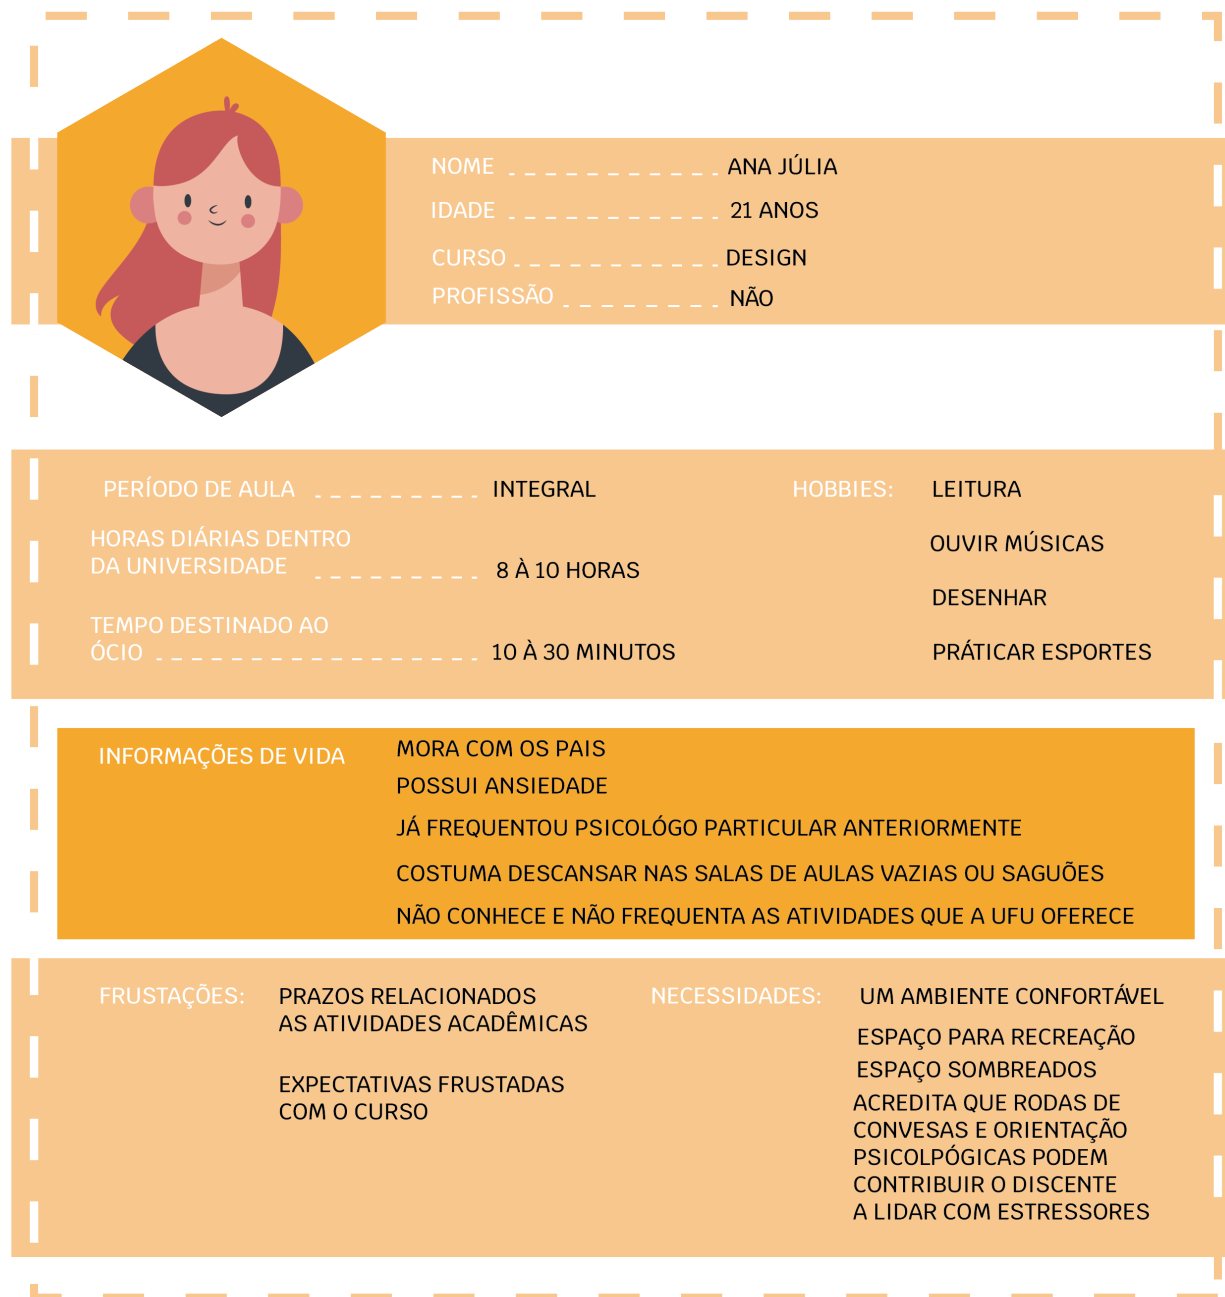 NOME ANA JÚLIA
IDADE 21 ANOS
CURSO DESIGN
PROFISSÃO NÃO
PERÍODO DE AULA INTEGRAL
HORAS DIÁRIAS DENTRO
DA UNIVERSIDADE 8 À 10 HORAS
TEMPO DESTINADO AO
ÓCIO 10 À 30 MINUTOS
HOBBIES: LEITURA
OUVIR MÚSICAS
DESENHAR
PRÁTICAR ESPORTES
INFORMAÇÕES DE VIDA
MORA COM OS PAIS
POSSUI ANSIEDADE
JÁ FREQUENTOU PSICOLÓGO PARTICULAR ANTERIORMENTE
COSTUMA DESCANSAR NAS SALAS DE AULAS VAZIAS OU SAGUÕES
NÃO CONHECE E NÃO FREQUENTA AS ATIVIDADES QUE A UFU OFERECE
FRUSTAÇÕES: PRAZOS RELACIONADOS
AS ATIVIDADES ACADÊMICAS
EXPECTATIVAS FRUSTADAS
COM O CURSO
NECESSIDADES: UM AMBIENTE CONFORTÁVEL
ESPAÇO PARA RECREAÇÃO
ESPAÇO SOMBREADOS
ACREDITA QUE RODAS DE
CONVESAS E ORIENTAÇÃO
PSICOLPÓGICAS PODEM
CONTRIBUIR O DISCENTE
A LIDAR COM ESTRESSORES